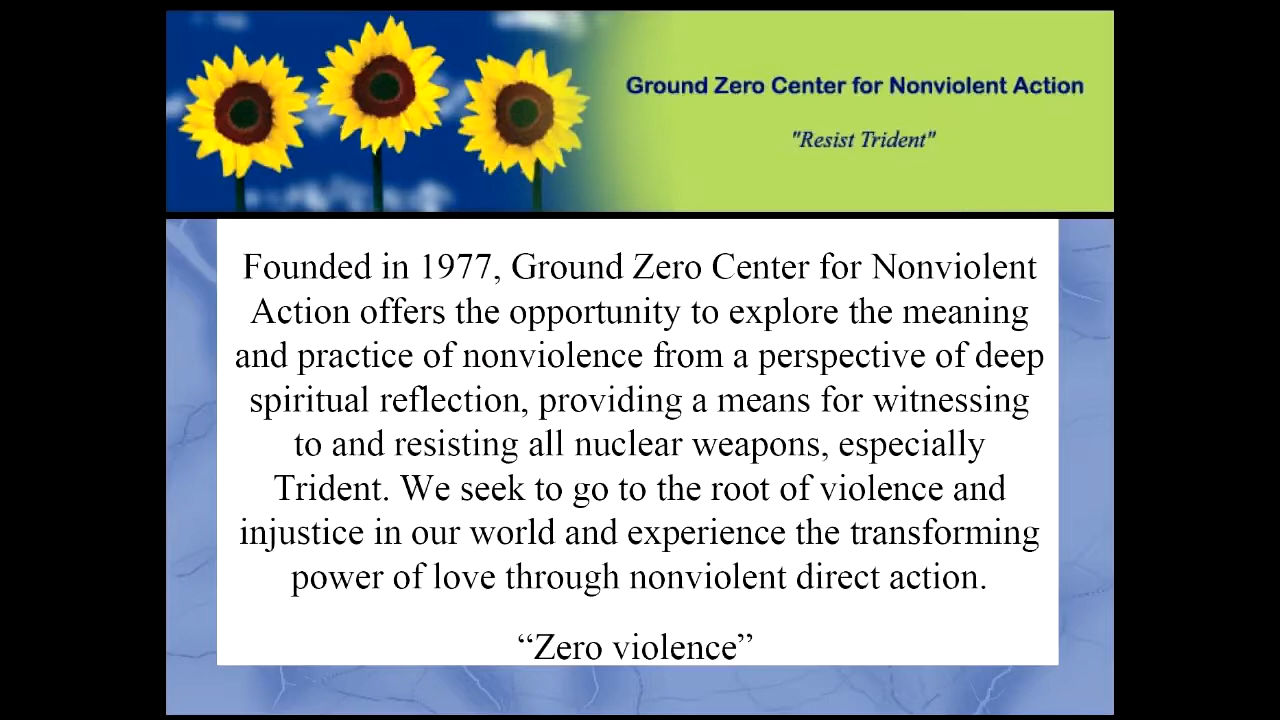 Ground Zero Center for Nonviolent Action
"Resist Trident"
Founded in 1977, Ground Zero Center for Nonviolent
Action offers the opportunity to explore the meaning
and practice of nonviolence from a perspective of deep
spiritual reflection, providing a means for witnessing
to and resisting all nuclear weapons, especially
Trident. We seek to go to the root of violence and
injustice in our world and experience the transforming
power of love through nonviolent direct action.
“Zero violence”